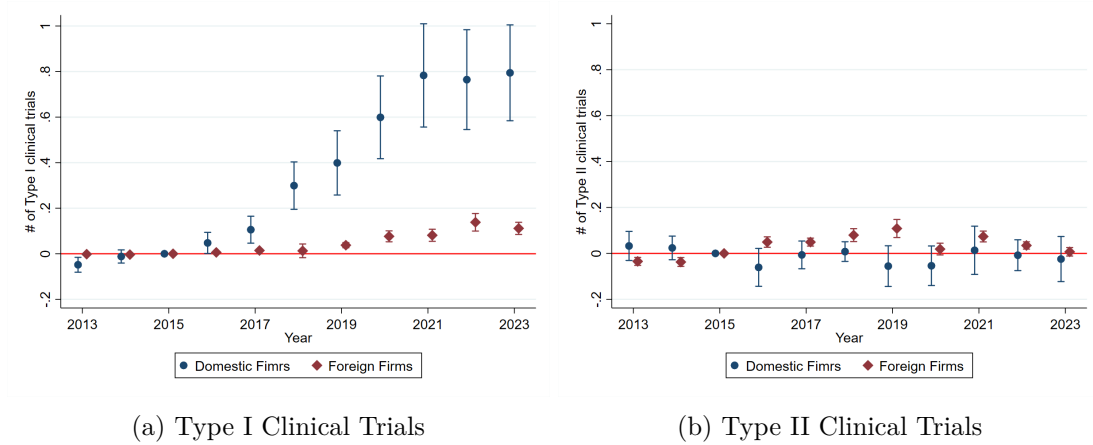 # of Type I clinical trials
1
.8
.6
.4
.2
0
-.2
2013 2015 2017 2019 2021 2023
Year
Domestic Fimrs Foreign Firms
(a) Type I Clinical Trials
# of Type II clinical trials
1
.8
.6
.4
.2
0
-.2
2013 2015 2017 2019 2021 2023
Year
Domestic Fimrs Foreign Firms
(b) Type II Clinical Trials